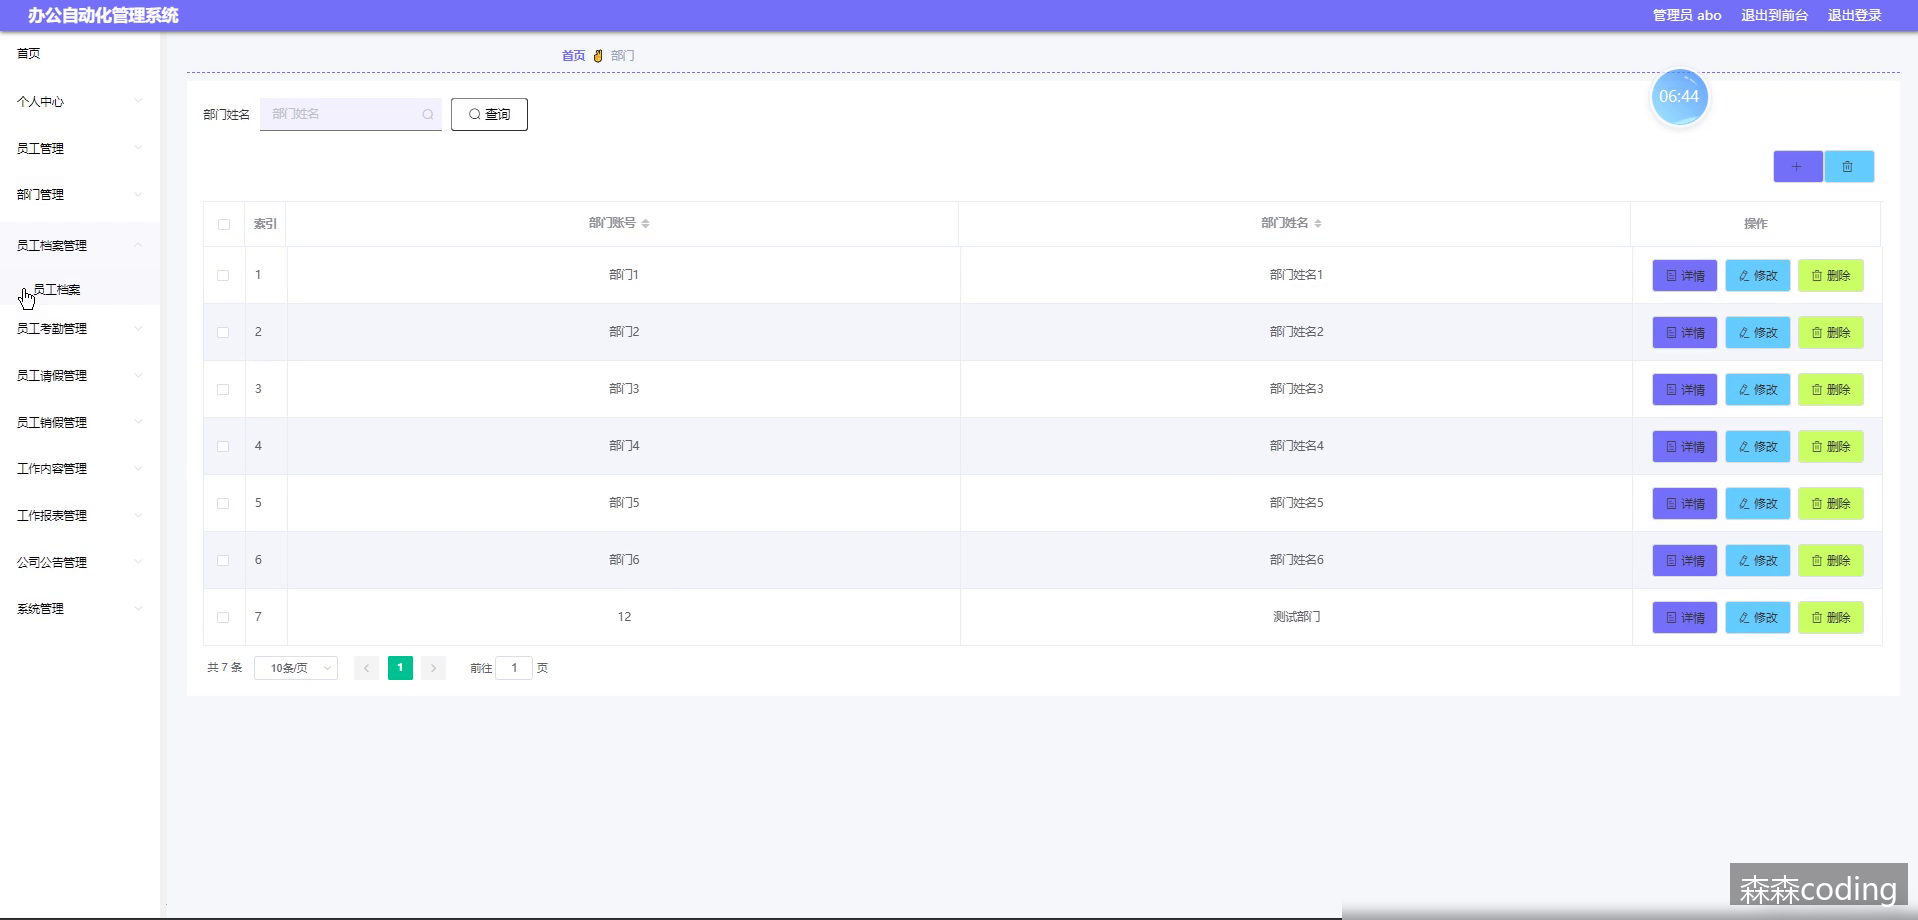 办公自动化管理系统
管理员 abo 退出到前台 退出登录
首页
个人中心
员工管理
部门管理
员工档案管理
员工档案
员工考勤管理
员工请假管理
员工销假管理
工作内容管理
工作报表管理
公司公告管理
系统管理
首页 部门
06:44
部门姓名 部门姓名 查询
索引 部门账号 部门姓名 操作
1 部门1 部门姓名1 详情 修改 删除
2 部门2 部门姓名2 详情 修改 删除
3 部门3 部门姓名3 详情 修改 删除
4 部门4 部门姓名4 详情 修改 删除
5 部门5 部门姓名5 详情 修改 删除
6 部门6 部门姓名6 详情 修改 删除
7 12 测试部门 详情 修改 删除
共 7 条 10条/页 1 前往 1 页
森森coding